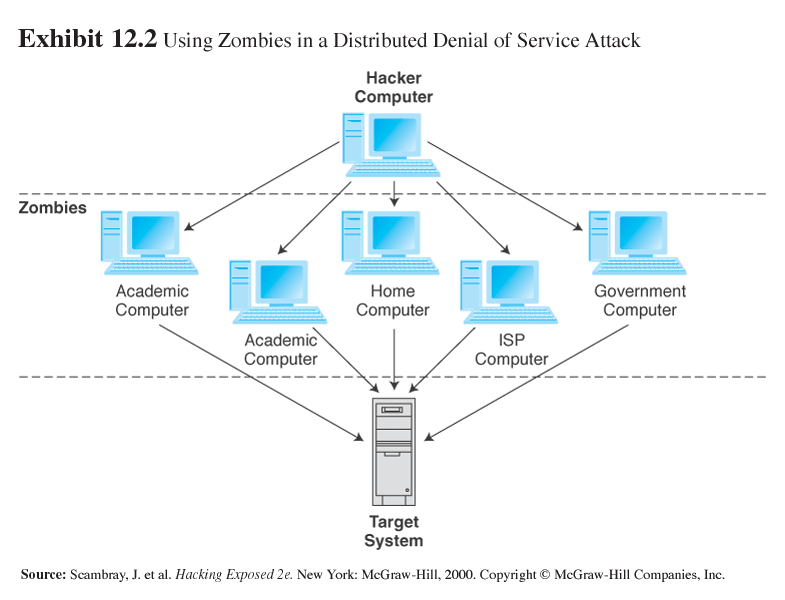 Exhibit 12.2 Using Zombies in a Distributed Denial of Service Attack
Hacker
Computer
Zombies
Academic
Computer
Academic
Computer
Home
Computer
ISP
Computer
Government
Computer
Target
System
Source: Scambray, J. et al. Hacking Exposed 2e. New York: McGraw-Hill, 2000. Copyright © McGraw-Hill Companies, Inc.